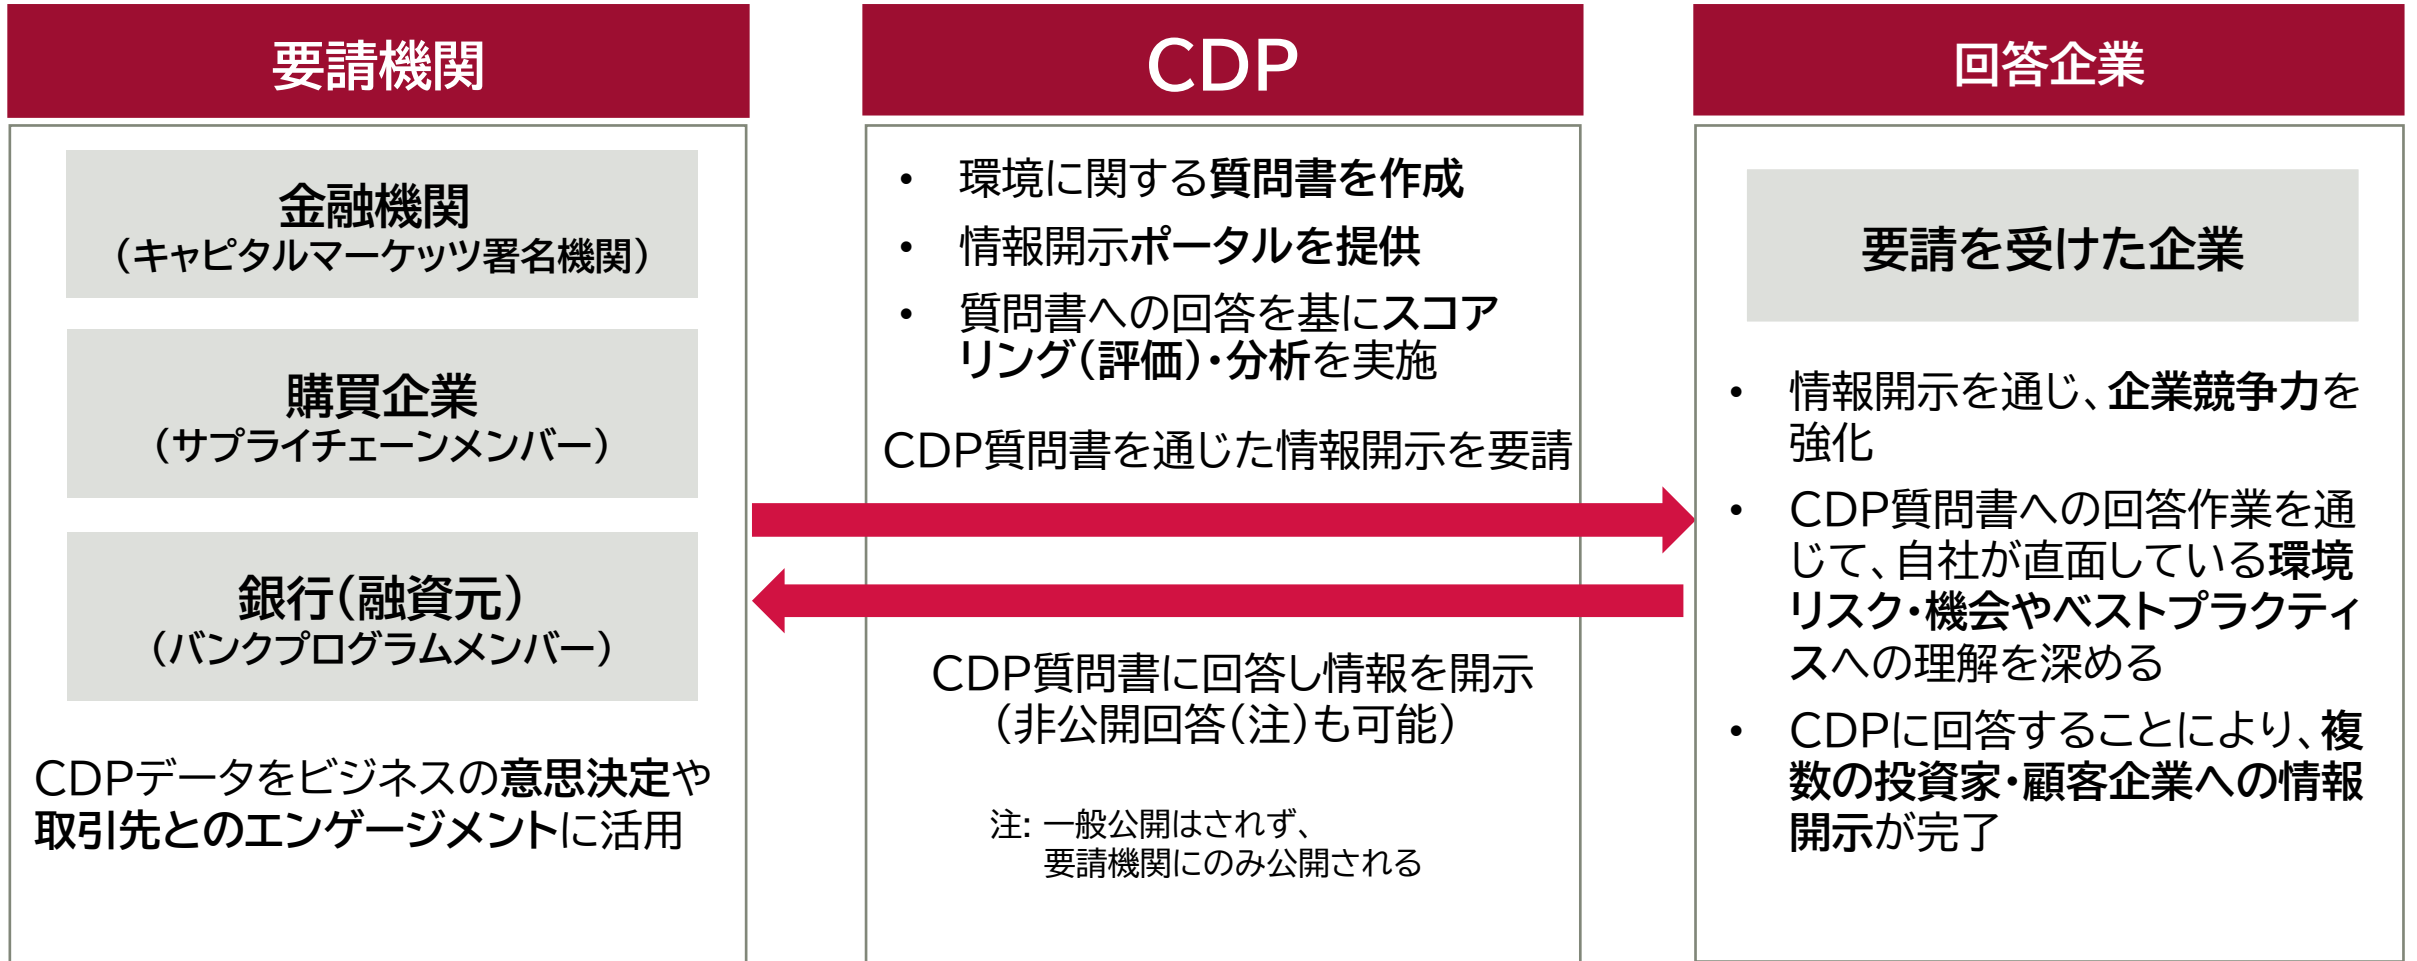 要請機関
金融機関
（キャピタルマーケッツ署名機関）
購買企業
（サプライチェーンメンバー）
銀行（融資元）
（バンクプログラムメンバー）
CDPデータをビジネスの意思決定や
取引先とのエンゲージメントに活用
CDP
• 環境に関する質問書を作成
• 情報開示ポータルを提供
• 質問書への回答を基にスコア
リング（評価）・分析を実施
CDP質問書を通じた情報開示を要請
CDP質問書に回答し情報を開示
（非公開回答（注）も可能）
注: 一般公開はされず、
要請機関にのみ公開される
回答企業
要請を受けた企業
• 情報開示を通じ、企業競争力を
強化
• CDP質問書への回答作業を通
じて、自社が直面している環境
リスク・機会やベストプラクティ
スへの理解を深める
• CDPに回答することにより、複
数の投資家・顧客企業への情報
開示が完了